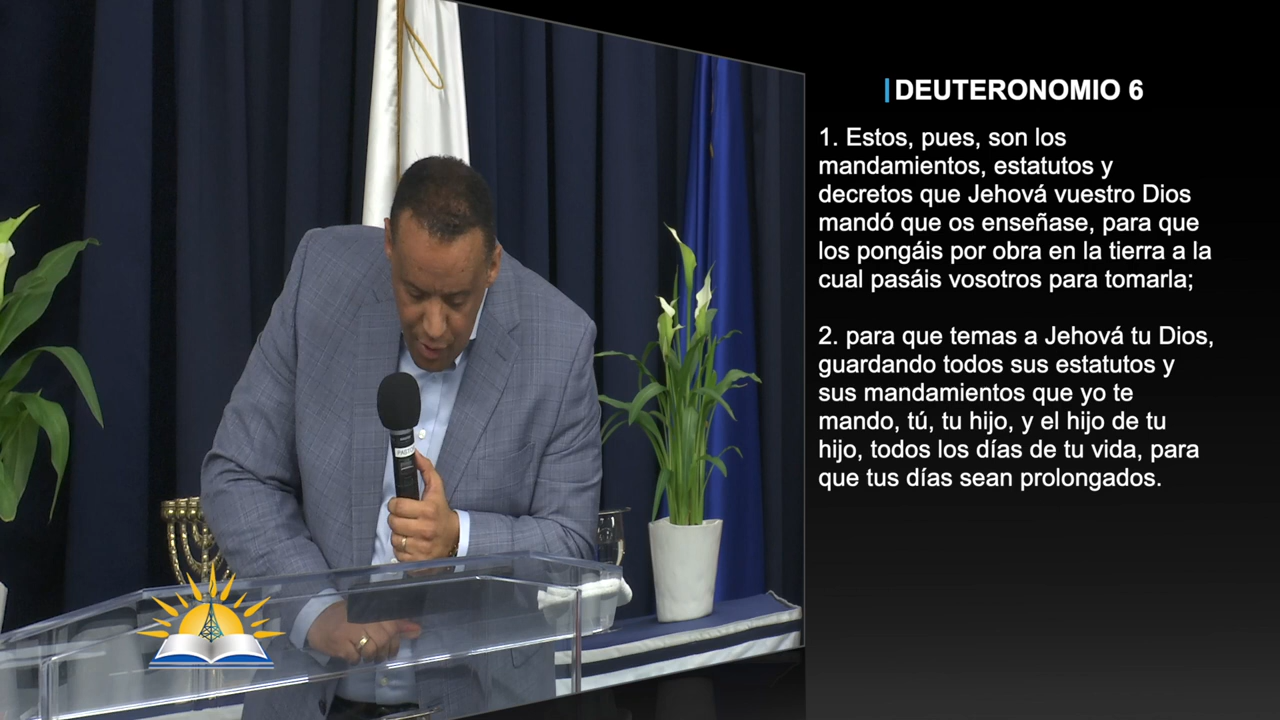 DEUTERONOMIO 6
1. Estos, pues, son los
mandamientos, estatutos y
decretos que Jehová vuestro Dios
mandó que os enseñase, para que
los pongáis por obra en la tierra a la
cual pasáis vosotros para tomarla;
2. para que temas a Jehová tu Dios,
guardando todos sus estatutos y
sus mandamientos que yo te
mando, tú, tu hijo, y el hijo de tu
hijo, todos los días de tu vida, para
que tus días sean prolongados.